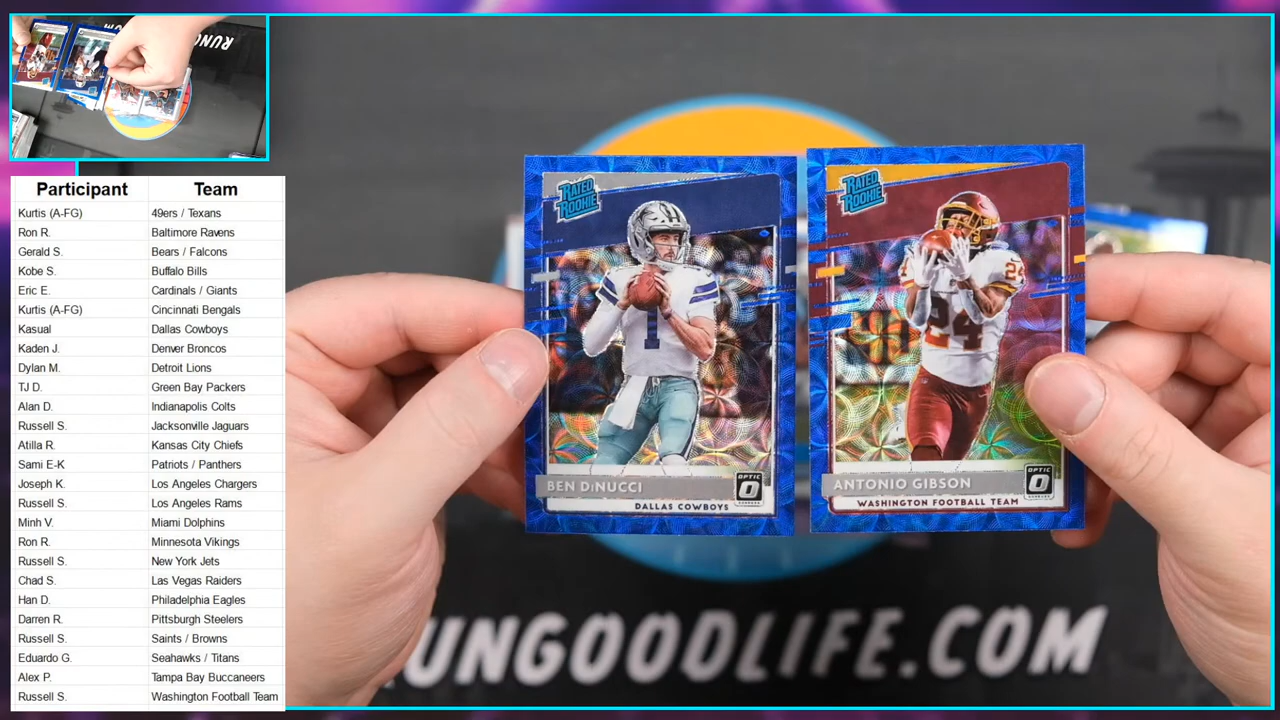 RUNGOOD
Participant Team
Kurtis (A-FG) 49ers / Texans
Ron R. Baltimore Ravens
Gerald S. Bears / Falcons
Kobe S. Buffalo Bills
Eric E. Cardinals / Giants
Kurtis (A-FG) Cincinnati Bengals
Kasual Dallas Cowboys
Kaden J. Denver Broncos
Dylan M. Detroit Lions
TJ D. Green Bay Packers
Alan D. Indianapolis Colts
Russell S. Jacksonville Jaguars
Atilla R. Kansas City Chiefs
Sami E-K Patriots / Panthers
Joseph K. Los Angeles Chargers
Russell S. Los Angeles Rams
Minh V. Miami Dolphins
Ron R. Minnesota Vikings
Russell S. New York Jets
Chad S. Las Vegas Raiders
Han D. Philadelphia Eagles
Darren R. Pittsburgh Steelers
Russell S. Saints / Browns
Eduardo G. Seahawks / Titans
Alex P. Tampa Bay Buccaneers
Russell S. Washington Football Team
RATED ROOKIE
1
BEN DiNUCCI
OPTIC
DALLAS COWBOYS
RATED ROOKIE
24
24
ANTONIO GIBSON
OPTIC
WASHINGTON FOOTBALL TEAM
UNGOODLIFE.COM